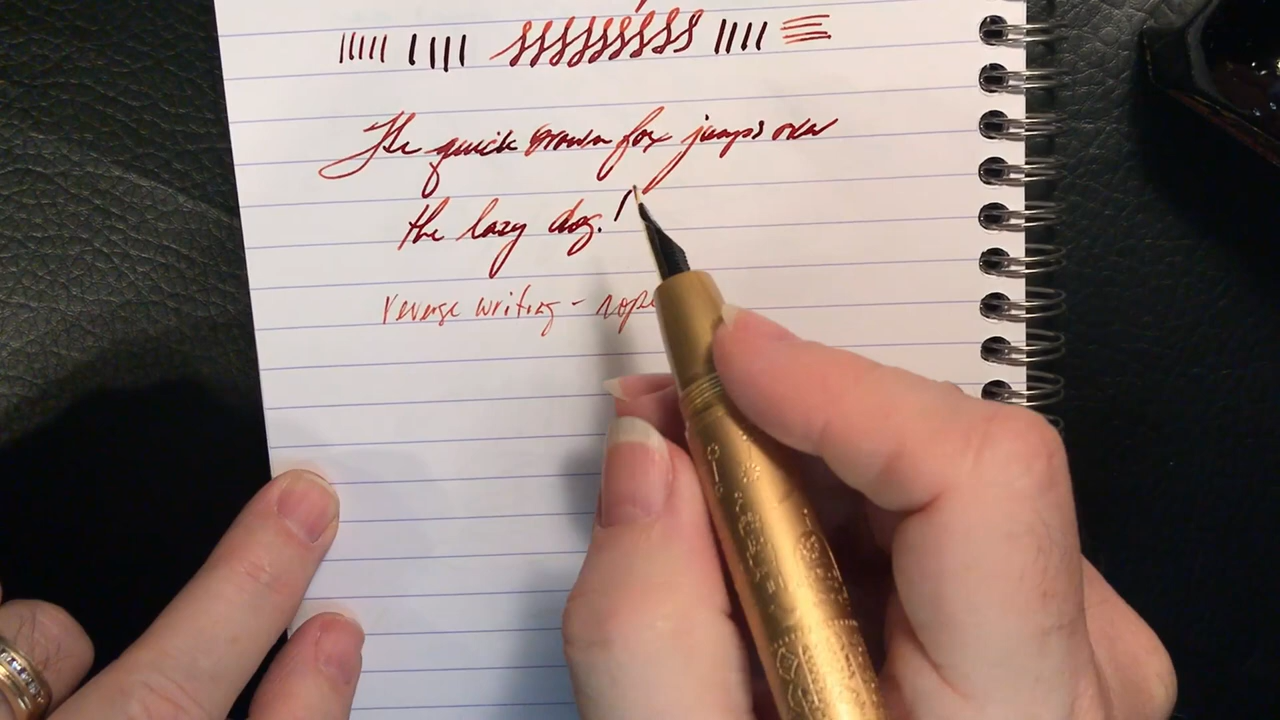 The quick brown fox jumps over
the lazy dog.
reverse writing - nope